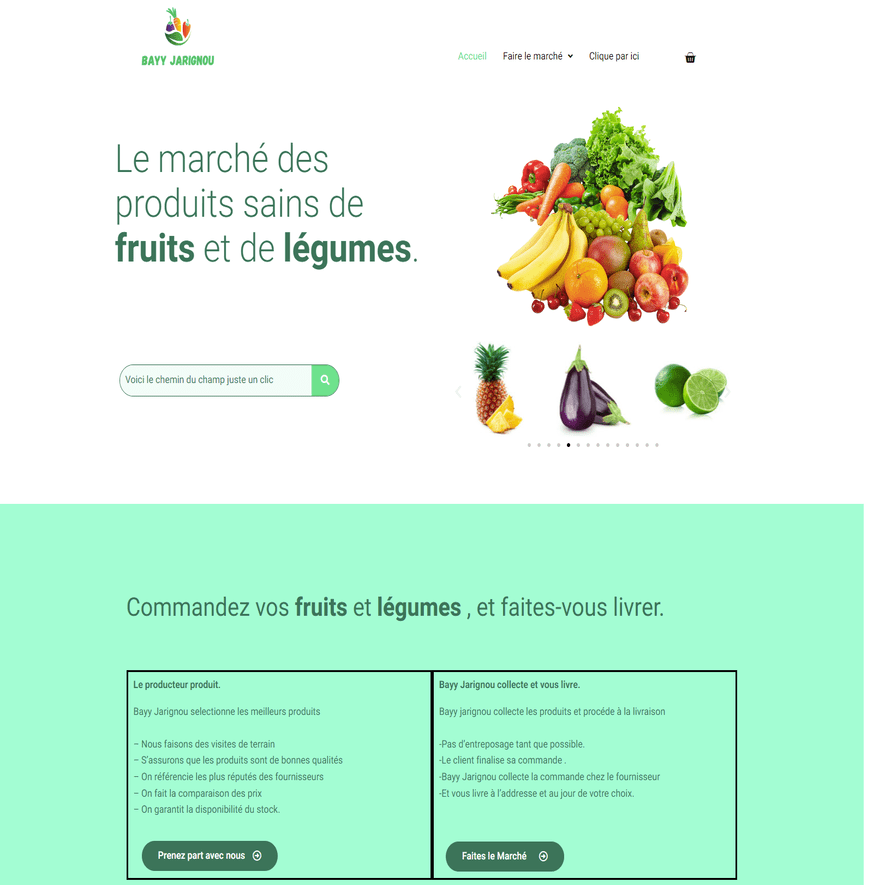 BAYY JARIGNOU
Accueil Faire le marché Clique par ici
Le marché des
produits sains de
fruits et de légumes.
Voici le chemin du champ juste un clic
Commandez vos fruits et légumes , et faites-vous livrer.
Le producteur produit.
Bayy Jarignou selectionne les meilleurs produits
– Nous faisons des visites de terrain
– S'assurons que les produits sont de bonnes qualités
– On référencie les plus réputés des fournisseurs
– On fait la comparaison des prix
– On garantit la disponibilité du stock.
Prenez part avec nous
Bayy Jarignou collecte et vous livre.
Bayy jarignou collecte les produits et procéde à la livraison
-Pas d'entreposage tant que possible.
-Le client finalise sa commande .
-Bayy Jarignou collecte la commande chez le fournisseur
-Et vous livre à l'addresse et au jour de votre choix.
Faites le Marché